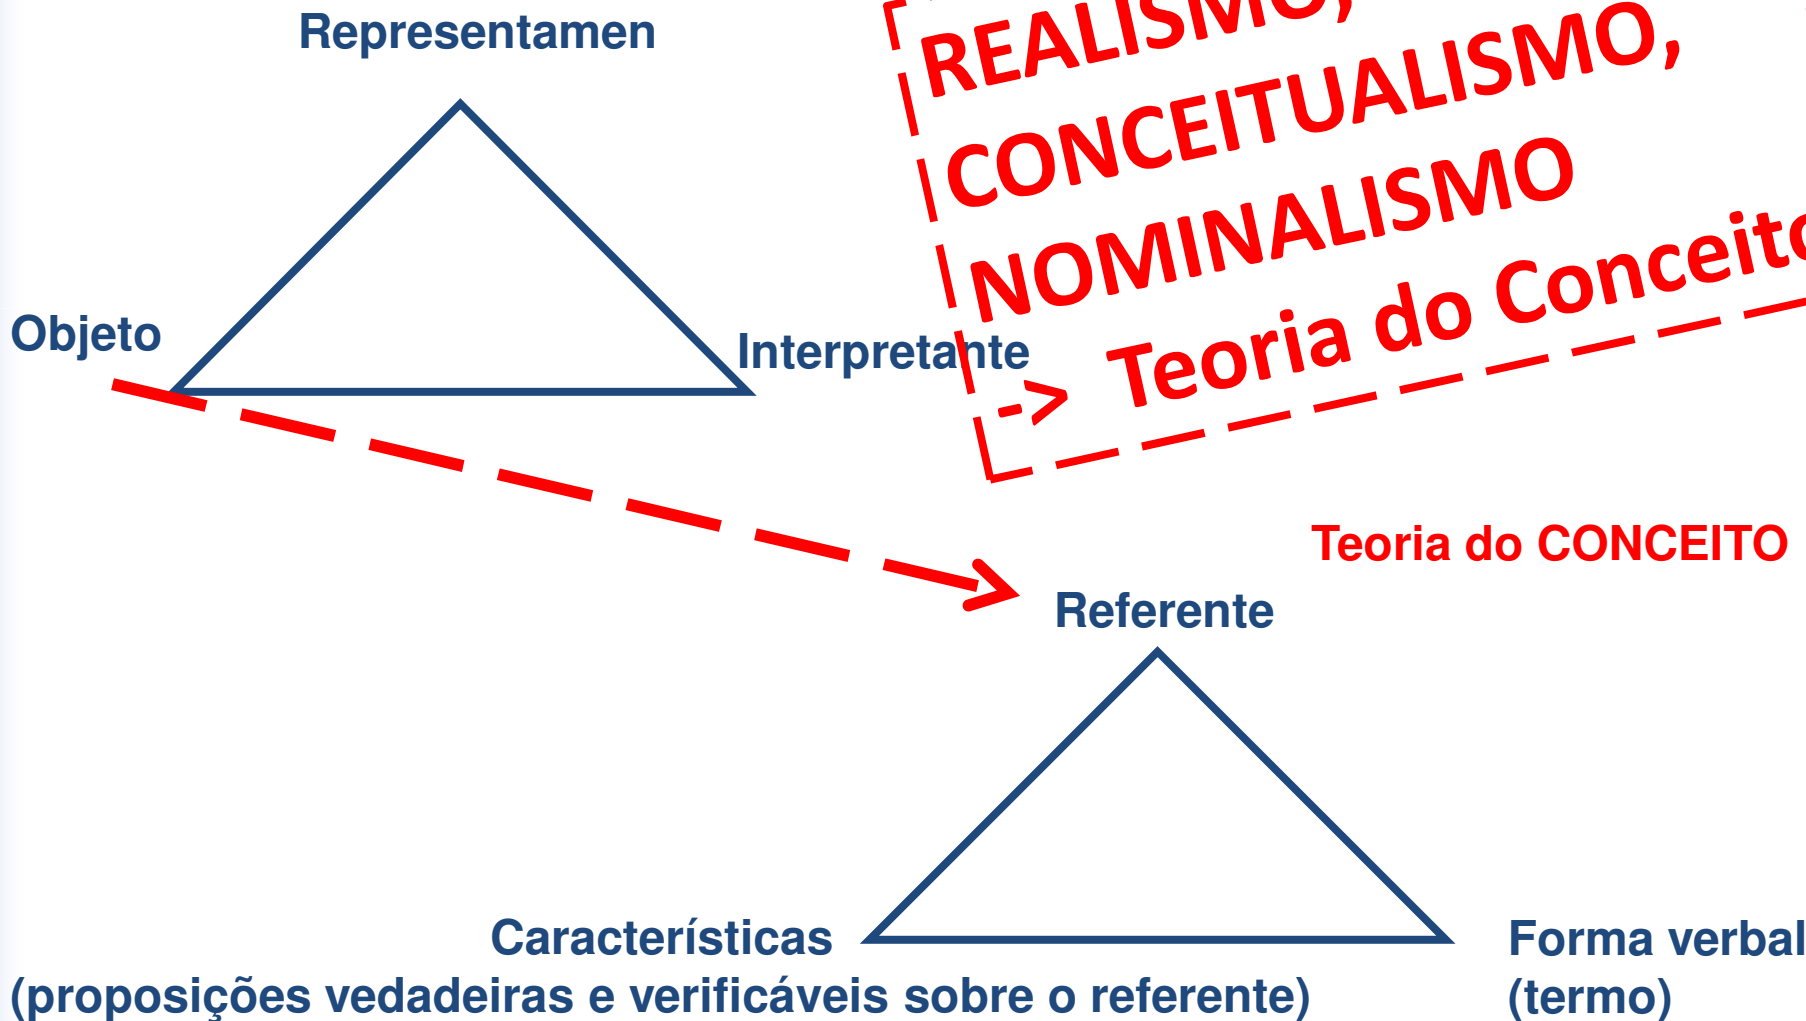 Representamen
REALISMO,
CONCEITUALISMO,
NOMINALISMO
-> Teoria do Conceito
Objeto
Interpretante
Teoria do CONCEITO
Referente
Características
(proposições vedadeiras e verificáveis sobre o referente)
Forma verbal
(termo)